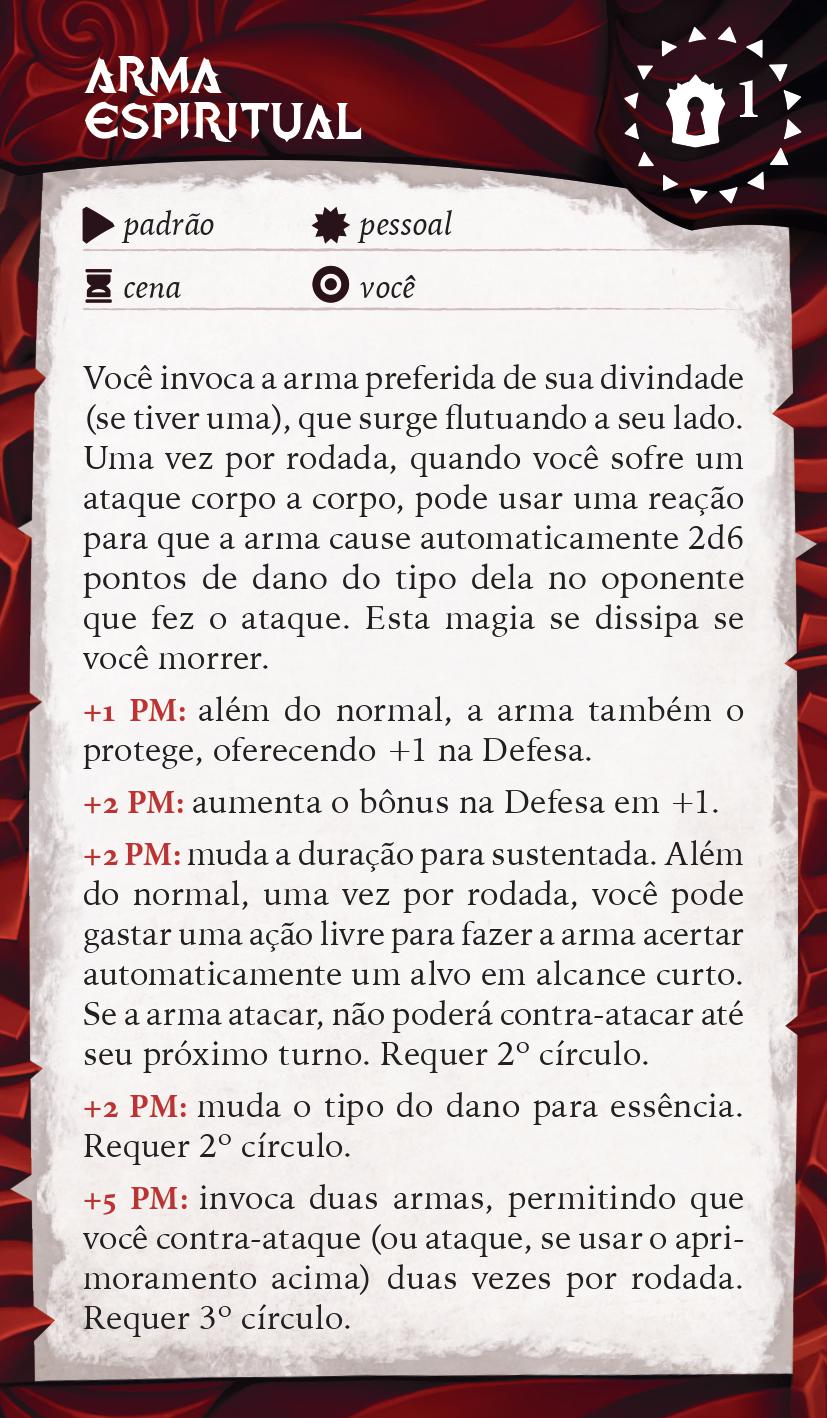 ARMA
ESPIRITUAL
1
padrão pessoal
cena você
Você invoca a arma preferida de sua divindade
(se tiver uma), que surge flutuando a seu lado.
Uma vez por rodada, quando você sofre um
ataque corpo a corpo, pode usar uma reação
para que a arma cause automaticamente 2d6
pontos de dano do tipo dela no oponente
que fez o ataque. Esta magia se dissipa se
você morrer.
+1 PM: além do normal, a arma também o
protege, oferecendo +1 na Defesa.
+2 PM: aumenta o bônus na Defesa em +1.
+2 PM: muda a duração para sustentada. Além
do normal, uma vez por rodada, você pode
gastar uma ação livre para fazer a arma acertar
automaticamente um alvo em alcance curto.
Se a arma atacar, não poderá contra-atacar até
seu próximo turno. Requer 2º círculo.
+2 PM: muda o tipo do dano para essência.
Requer 2º círculo.
+5 PM: invoca duas armas, permitindo que
você contra-ataque (ou ataque, se usar o apri-
moramento acima) duas vezes por rodada.
Requer 3º círculo.